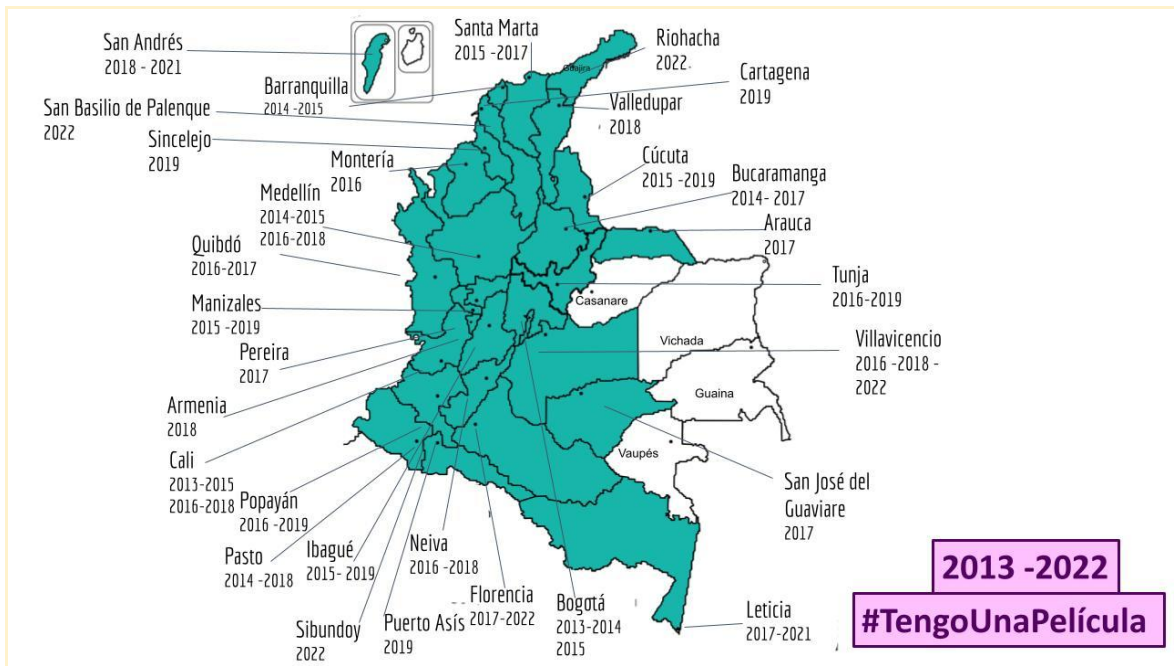 San Andrés
2018 - 2021
Santa Marta
2015 -2017
Riohacha
2022
Guajira
Cartagena
2019
Barranquilla
2014 -2015
Valledupar
2018
San Basilio de Palenque
2022
Sincelejo
2019
Montería
2016
Cúcuta
2015 -2019
Bucaramanga
2014- 2017
Medellín
2014-2015
2016-2018
Arauca
2017
Quibdó
2016-2017
Tunja
2016-2019
Casanare
Manizales
2015 -2019
Vichada
Villavicencio
2016 -2018 -
2022
Pereira
2017
Guaina
Armenia
2018
Vaupés
Cali
2013-2015
2016-2018
San José del
Guaviare
2017
Popayán
2016 -2019
Pasto
2014 -2018
Ibagué
2015- 2019
Neiva
2016 -2018
Florencia
2017-2022
Bogotá
2013-2014
2015
Leticia
2017-2021
Sibundoy
2022
Puerto Asís
2019
2013 -2022
#TengoUnaPelícula